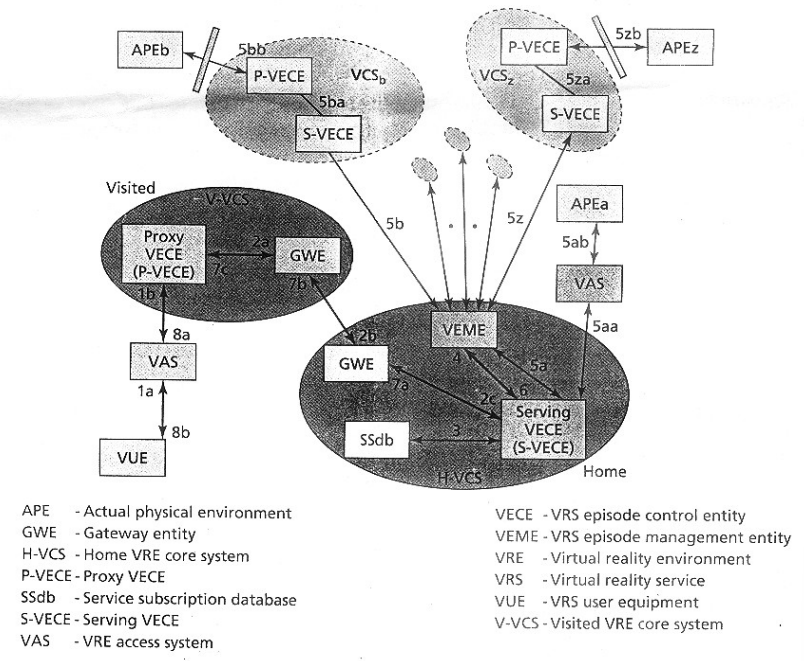 APEb
5bb
P-VECE
VCSb
5ba
S-VECE
P-VECE
5zb
APEz
VCSz
5za
S-VECE
Visited
V-VCS
Proxy
VECE
(P-VECE)
2a
7c
GWE
7b
1b
8a
VAS
1a
8b
VUE
5b
. .
5z
APEa
5ab
VAS
5aa
VEME
2b
GWE
4
5a
6
7a
2c
Serving
VECE
(S-VECE)
SSdb
3
H-VCS
Home
APE - Actual physical environment
GWE - Gateway entity
H-VCS - Home VRE core system
P-VECE - Proxy VECE
SSdb - Service subscription database
S-VECE - Serving VECE
VAS - VRE access system
VECE - VRS episode control entity
VEME - VRS episode management entity
VRE - Virtual reality environment
VRS - Virtual reality service
VUE - VRS user equipment
V-VCS - Visited VRE core system